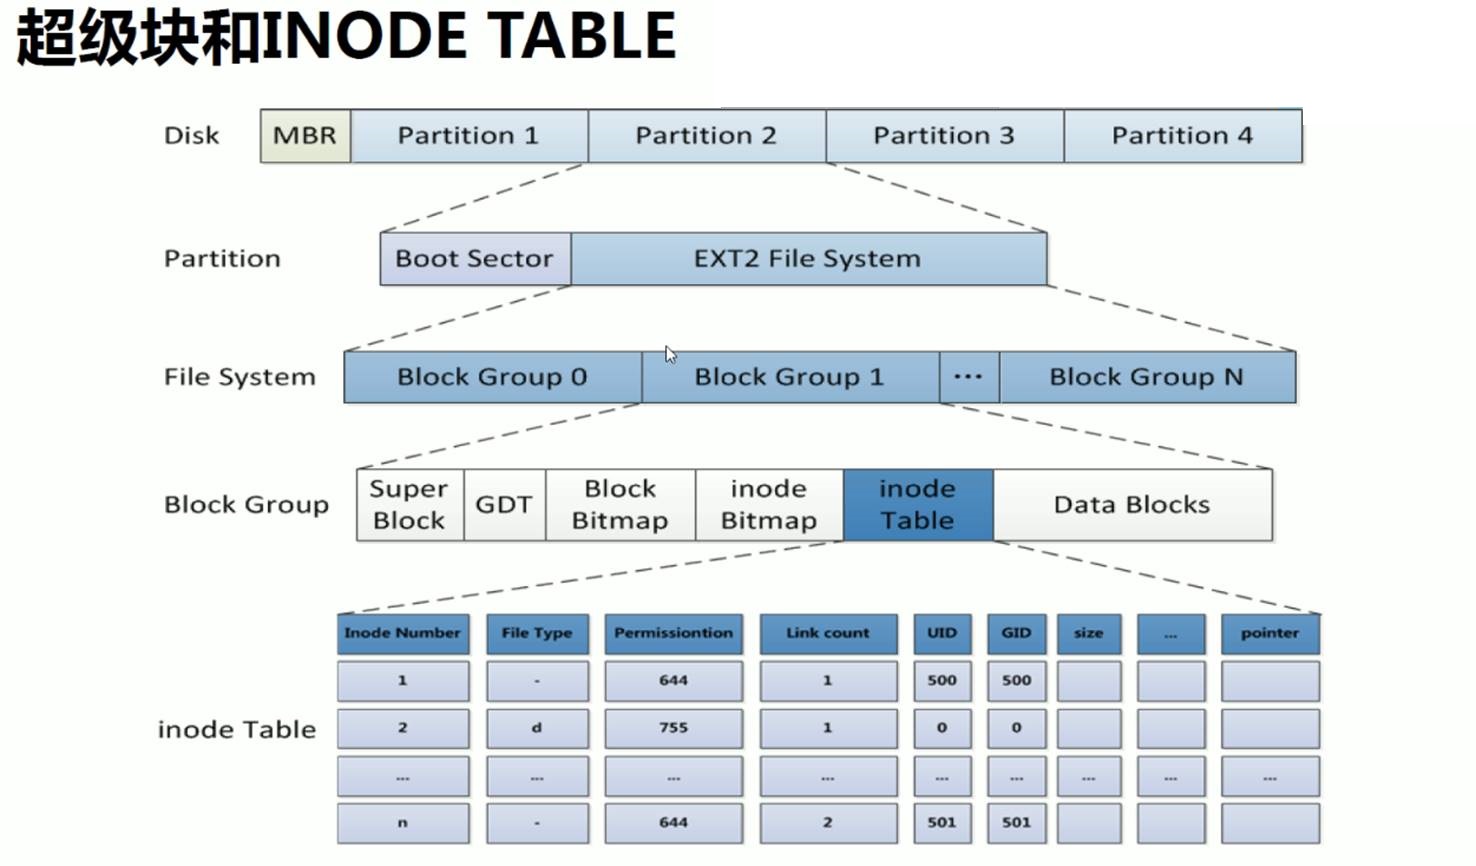 超级块和INODE TABLE
Disk MBR Partition 1 Partition 2 Partition 3 Partition 4
Partition Boot Sector EXT2 File System
File System Block Group 0 Block Group 1 ... Block Group N
Block Group Super Block GDT Block Bitmap inode Bitmap inode Table Data Blocks
Inode Number File Type Permissiontion Link count UID GID size ... pointer
1 - 644 1 500 500
inode Table 2 d 755 1 0 0
... ... ... ... ... ... ... ... ...
n - 644 2 501 501